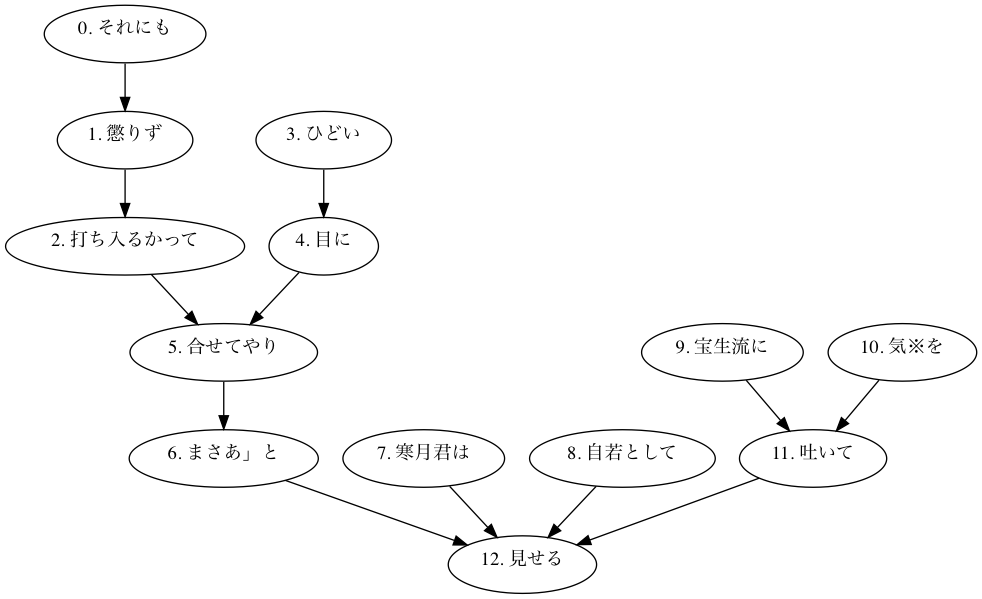 0. それにも
1. 懲りず
3. ひどい
2. 打ち入るかって
4. 目に
5. 合せてやり
9. 宝生流に
10. 気※を
6. まさあ」と
7. 寒月君は
8. 自若として
11. 吐いて
12. 見せる